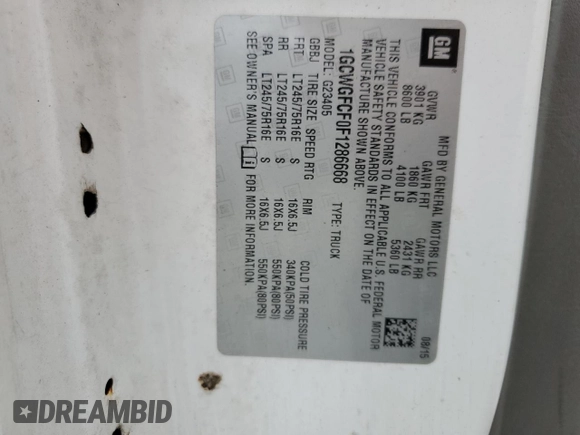 GM
MFD BY GENERAL MOTORS LLC
08/15
GVWR GAWR FRT GAWR RR
3901 KG 1860 KG 2431 KG
8600 LB 4100 LB 5360 LB
THIS VEHICLE CONFORMS TO ALL APPLICABLE U.S. FEDERAL MOTOR
VEHICLE SAFETY STANDARDS IN EFFECT ON THE DATE OF
MANUFACTURE SHOWN ABOVE.
1GCWGFCF0F1286668
TYPE: TRUCK
MODEL: G23405
GBBJ TIRE SIZE SPEED RTG RIM COLD TIRE PRESSURE
FRT LT245/75R16E S 16X6.5J 340KPA(50PSI)
RR LT245/75R16E S 16X6.5J 550KPA(80PSI)
SPA LT245/75R16E S 16X6.5J 550KPA(80PSI)
SEE OWNER'S MANUAL FOR MORE INFORMATION.
DREAMBID